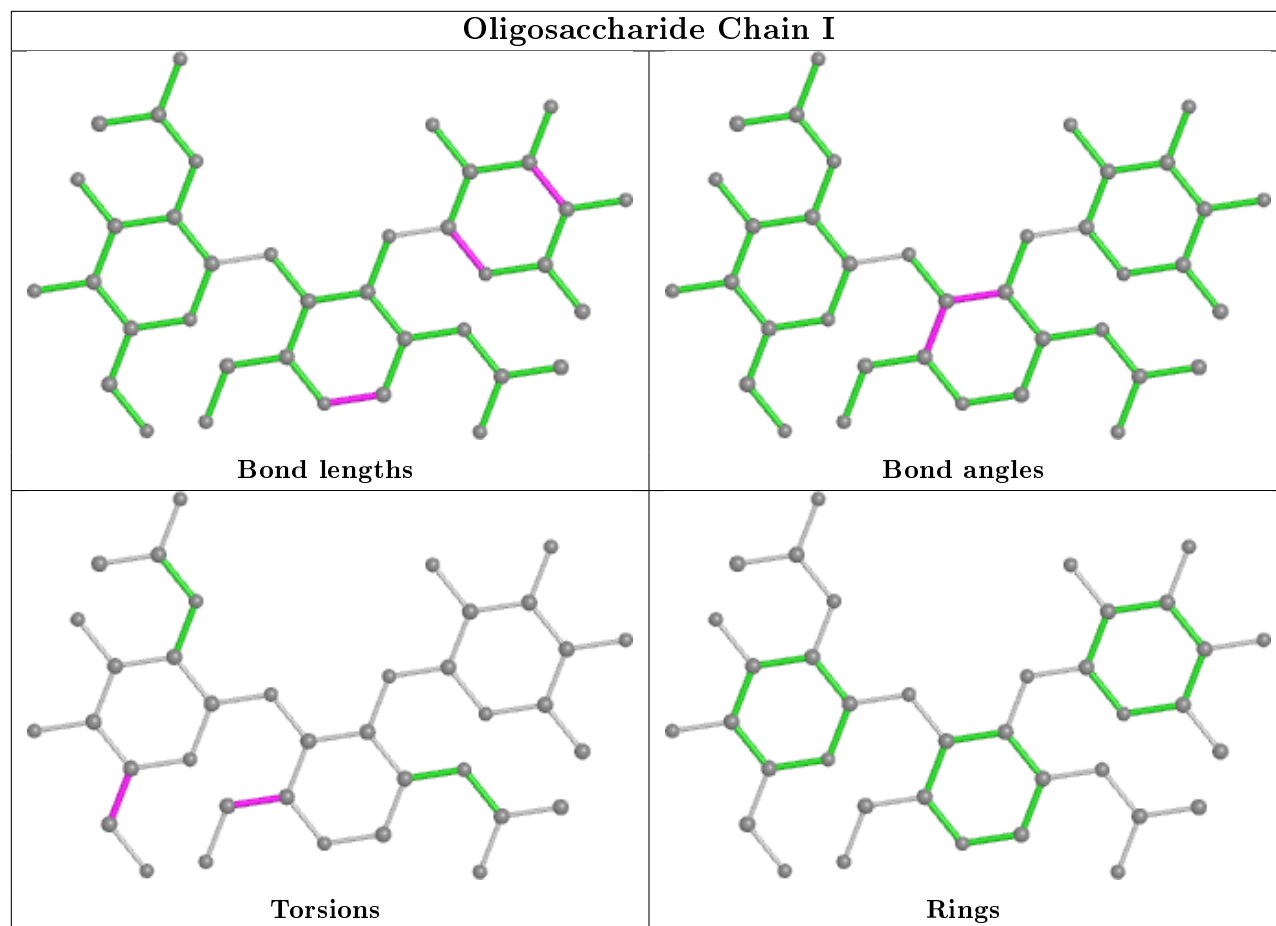 Oligosaccharide Chain I
Bond lengths
Bond angles
Torsions
Rings